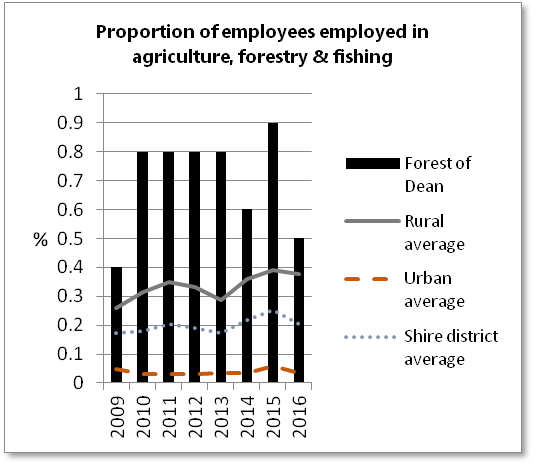 Proportion of employees employed in
agriculture, forestry & fishing
1
0.9
0.8
0.7
0.6
0.5
0.4
0.3
0.2
0.1
0
%
2009
2010
2011
2012
2013
2014
2015
2016
Forest of
Dean
Rural
average
Urban
average
Shire district
average